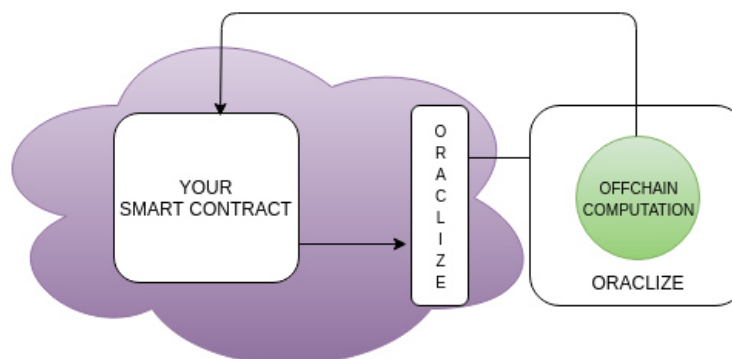 YOUR
SMART CONTRACT
O
R
A
C
L
I
Z
E
OFFCHAIN
COMPUTATION
ORACLIZE